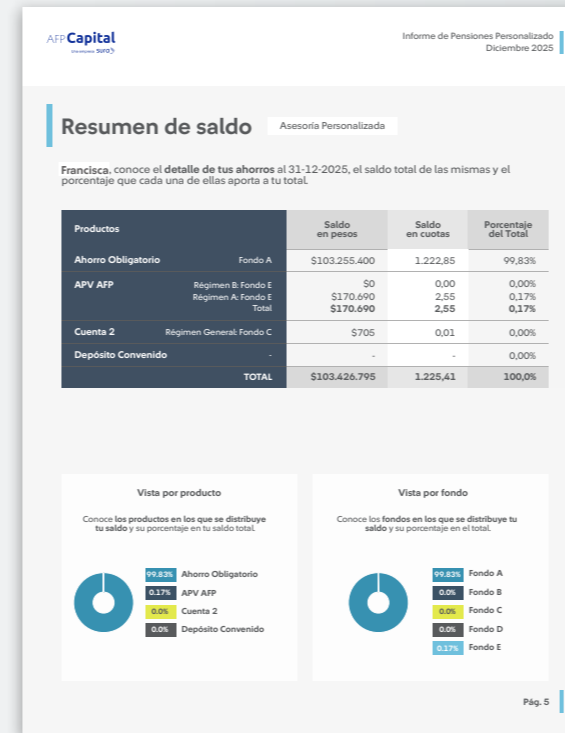 AFP Capital
Una empresa SURA
Informe de Pensiones Personalizado
Diciembre 2025
Resumen de saldo Asesoría Personalizada
Francisca, conoce el detalle de tus ahorros al 31-12-2025, el saldo total de las mismas y el
porcentaje que cada una de ellas aporta a tu total.
Productos Saldo en pesos Saldo en cuotas Porcentaje del Total
Ahorro Obligatorio Fondo A $103.255.400 1.222,85 99,83%
APV AFP Régimen B: Fondo E $0 0,00 0,00%
Régimen A: Fondo E $170.690 2,55 0,17%
Total $170.690 2,55 0,17%
Cuenta 2 Régimen General: Fondo C $705 0,01 0,00%
Depósito Convenido - - - 0,00%
TOTAL $103.426.795 1.225,41 100,0%
Vista por producto
Conoce los productos en los que se distribuye
tu saldo y su porcentaje en tu saldo total.
99.83% Ahorro Obligatorio
0.17% APV AFP
0.0% Cuenta 2
0.0% Depósito Convenido
Vista por fondo
Conoce los fondos en los que se distribuye tu
saldo y su porcentaje en el total.
99.83% Fondo A
0.0% Fondo B
0.0% Fondo C
0.0% Fondo D
0.17% Fondo E
Pág. 5